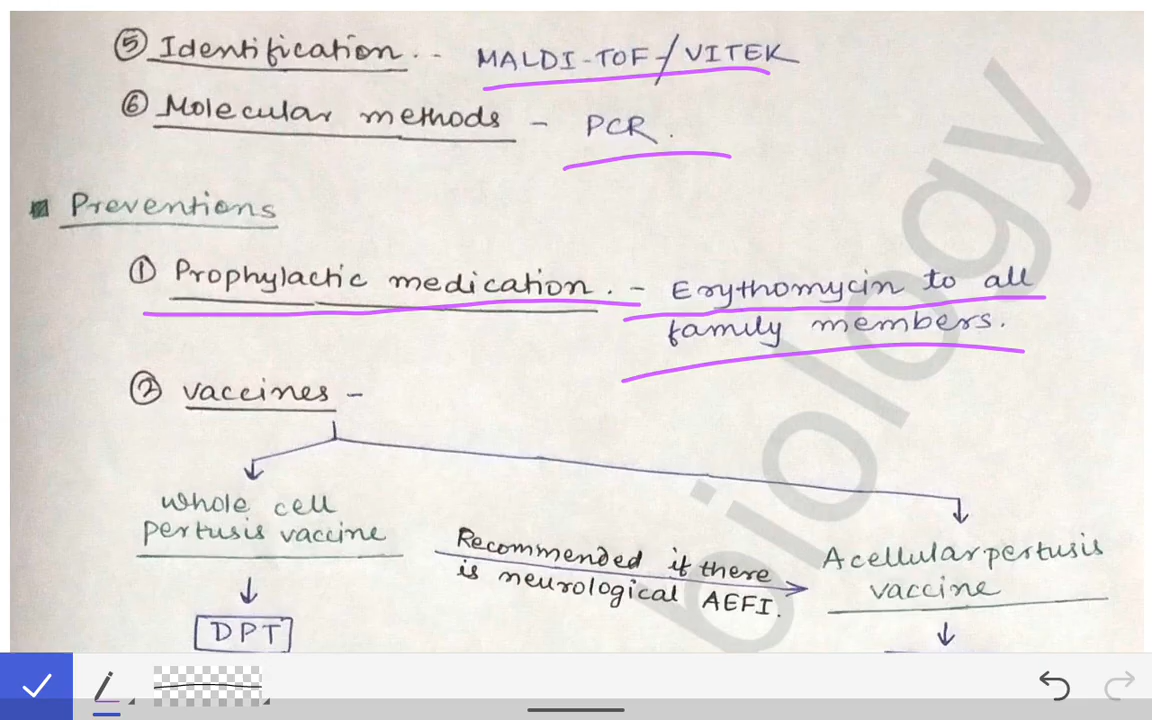 ⑤ Identification .- MALDI-TOF/VITEK
⑥ Molecular methods - PCR.
Preventions
① Prophylactic medication. - Erythomycin to all
family members.
② vaccines -
whole cell
pertusis vaccine
Recommended if there
is neurological AEFI.
Acellular pertusis
vaccine
DPT
biology